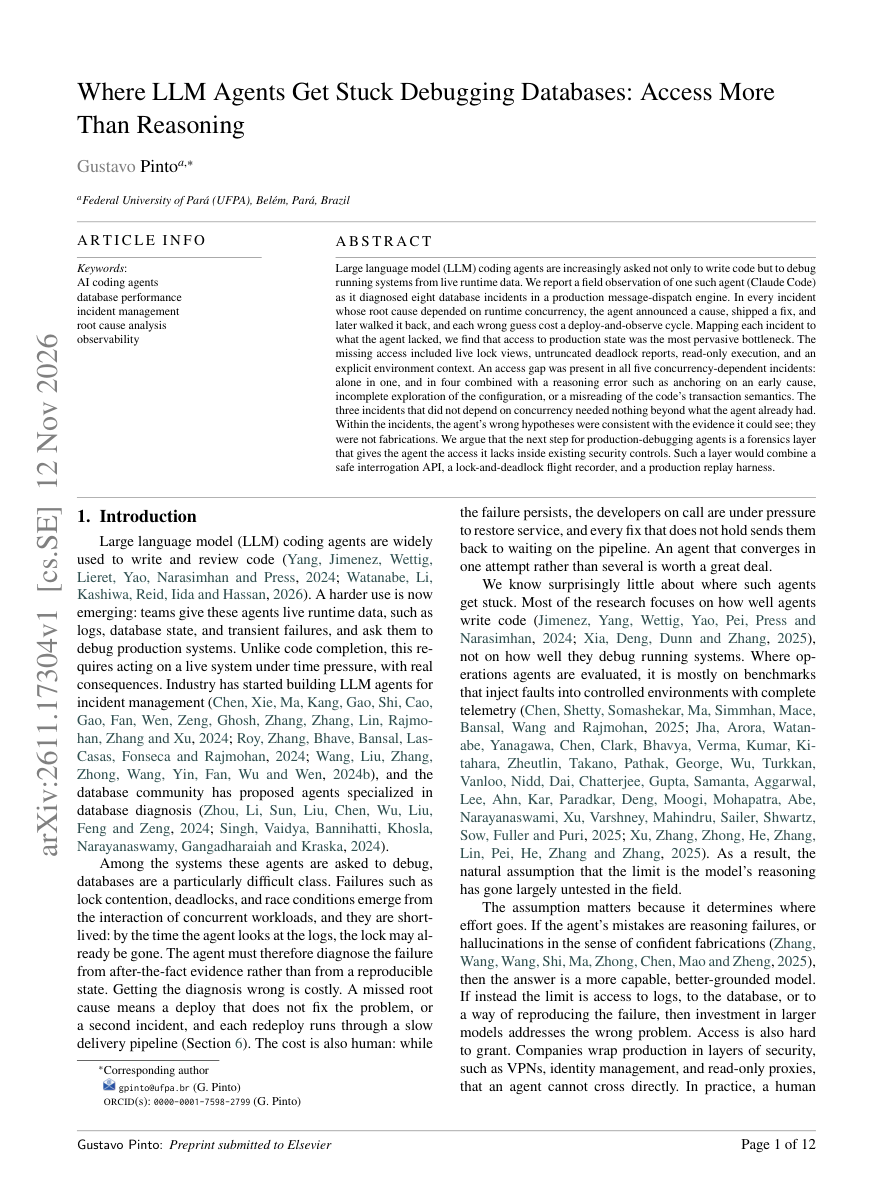 Where LLM Agents Get Stuck Debugging Databases: Access More
Than Reasoning
Gustavo Pintoa,∗
aFederal University of Pará (UFPA), Belém, Pará, Brazil
ARTICLE INFO
Keywords:
AI coding agents
database performance
incident management
root cause analysis
observability
ABSTRACT
Large language model (LLM) coding agents are increasingly asked not only to write code but to debug
running systems from live runtime data. We report a field observation of one such agent (Claude Code)
as it diagnosed eight database incidents in a production message-dispatch engine. In every incident
whose root cause depended on runtime concurrency, the agent announced a cause, shipped a fix, and
later walked it back, and each wrong guess cost a deploy-and-observe cycle. Mapping each incident to
what the agent lacked, we find that access to production state was the most pervasive bottleneck. The
missing access included live lock views, untruncated deadlock reports, read-only execution, and an
explicit environment context. An access gap was present in all five concurrency-dependent incidents:
alone in one, and in four combined with a reasoning error such as anchoring on an early cause,
incomplete exploration of the configuration, or a misreading of the code's transaction semantics. The
three incidents that did not depend on concurrency needed nothing beyond what the agent already had.
Within the incidents, the agent's wrong hypotheses were consistent with the evidence it could see; they
were not fabrications. We argue that the next step for production-debugging agents is a forensics layer
that gives the agent the access it lacks inside existing security controls. Such a layer would combine a
safe interrogation API, a lock-and-deadlock flight recorder, and a production replay harness.
arXiv:2611.17304v1 [cs.SE] 12 Nov 2026
1. Introduction
Large language model (LLM) coding agents are widely
used to write and review code (Yang, Jimenez, Wettig,
Lieret, Yao, Narasimhan and Press, 2024; Watanabe, Li,
Kashiwa, Reid, Iida and Hassan, 2026). A harder use is now
emerging: teams give these agents live runtime data, such as
logs, database state, and transient failures, and ask them to
debug production systems. Unlike code completion, this re-
quires acting on a live system under time pressure, with real
consequences. Industry has started building LLM agents for
incident management (Chen, Xie, Ma, Kang, Gao, Shi, Cao,
Gao, Fan, Wen, Zeng, Ghosh, Zhang, Zhang, Lin, Rajmo-
han, Zhang and Xu, 2024; Roy, Zhang, Bhave, Bansal, Las-
Casas, Fonseca and Rajmohan, 2024; Wang, Liu, Zhang,
Zhong, Wang, Yin, Fan, Wu and Wen, 2024b), and the
database community has proposed agents specialized in
database diagnosis (Zhou, Li, Sun, Liu, Chen, Wu, Liu,
Feng and Zeng, 2024; Singh, Vaidya, Bannihatti, Khosla,
Narayanaswamy, Gangadharaiah and Kraska, 2024).
Among the systems these agents are asked to debug,
databases are a particularly difficult class. Failures such as
lock contention, deadlocks, and race conditions emerge from
the interaction of concurrent workloads, and they are short-
lived: by the time the agent looks at the logs, the lock may al-
ready be gone. The agent must therefore diagnose the failure
from after-the-fact evidence rather than from a reproducible
state. Getting the diagnosis wrong is costly. A missed root
cause means a deploy that does not fix the problem, or
a second incident, and each redeploy runs through a slow
delivery pipeline (Section 6). The cost is also human: while
∗Corresponding author
gpinto@ufpa.br (G. Pinto)
ORCID(s): 0000-0001-7598-2799 (G. Pinto)
the failure persists, the developers on call are under pressure
to restore service, and every fix that does not hold sends them
back to waiting on the pipeline. An agent that converges in
one attempt rather than several is worth a great deal.
We know surprisingly little about where such agents
get stuck. Most of the research focuses on how well agents
write code (Jimenez, Yang, Wettig, Yao, Pei, Press and
Narasimhan, 2024; Xia, Deng, Dunn and Zhang, 2025),
not on how well they debug running systems. Where op-
erations agents are evaluated, it is mostly on benchmarks
that inject faults into controlled environments with complete
telemetry (Chen, Shetty, Somashekar, Ma, Simmhan, Mace,
Bansal, Wang and Rajmohan, 2025; Jha, Arora, Watan-
abe, Yanagawa, Chen, Clark, Bhavya, Verma, Kumar, Ki-
tahara, Zheutlin, Takano, Pathak, George, Wu, Turkkan,
Vanloo, Nidd, Dai, Chatterjee, Gupta, Samanta, Aggarwal,
Lee, Ahn, Kar, Paradkar, Deng, Moogi, Mohapatra, Abe,
Narayanaswami, Xu, Varshney, Mahindru, Sailer, Shwartz,
Sow, Fuller and Puri, 2025; Xu, Zhang, Zhong, He, Zhang,
Lin, Pei, He, Zhang and Zhang, 2025). As a result, the
natural assumption that the limit is the model's reasoning
has gone largely untested in the field.
The assumption matters because it determines where
effort goes. If the agent's mistakes are reasoning failures, or
hallucinations in the sense of confident fabrications (Zhang,
Wang, Wang, Shi, Ma, Zhong, Chen, Mao and Zheng, 2025),
then the answer is a more capable, better-grounded model.
If instead the limit is access to logs, to the database, or to
a way of reproducing the failure, then investment in larger
models addresses the wrong problem. Access is also hard
to grant. Companies wrap production in layers of security,
such as VPNs, identity management, and read-only proxies,
that an agent cannot cross directly. In practice, a human
Gustavo Pinto: Preprint submitted to Elsevier
Page 1 of 12